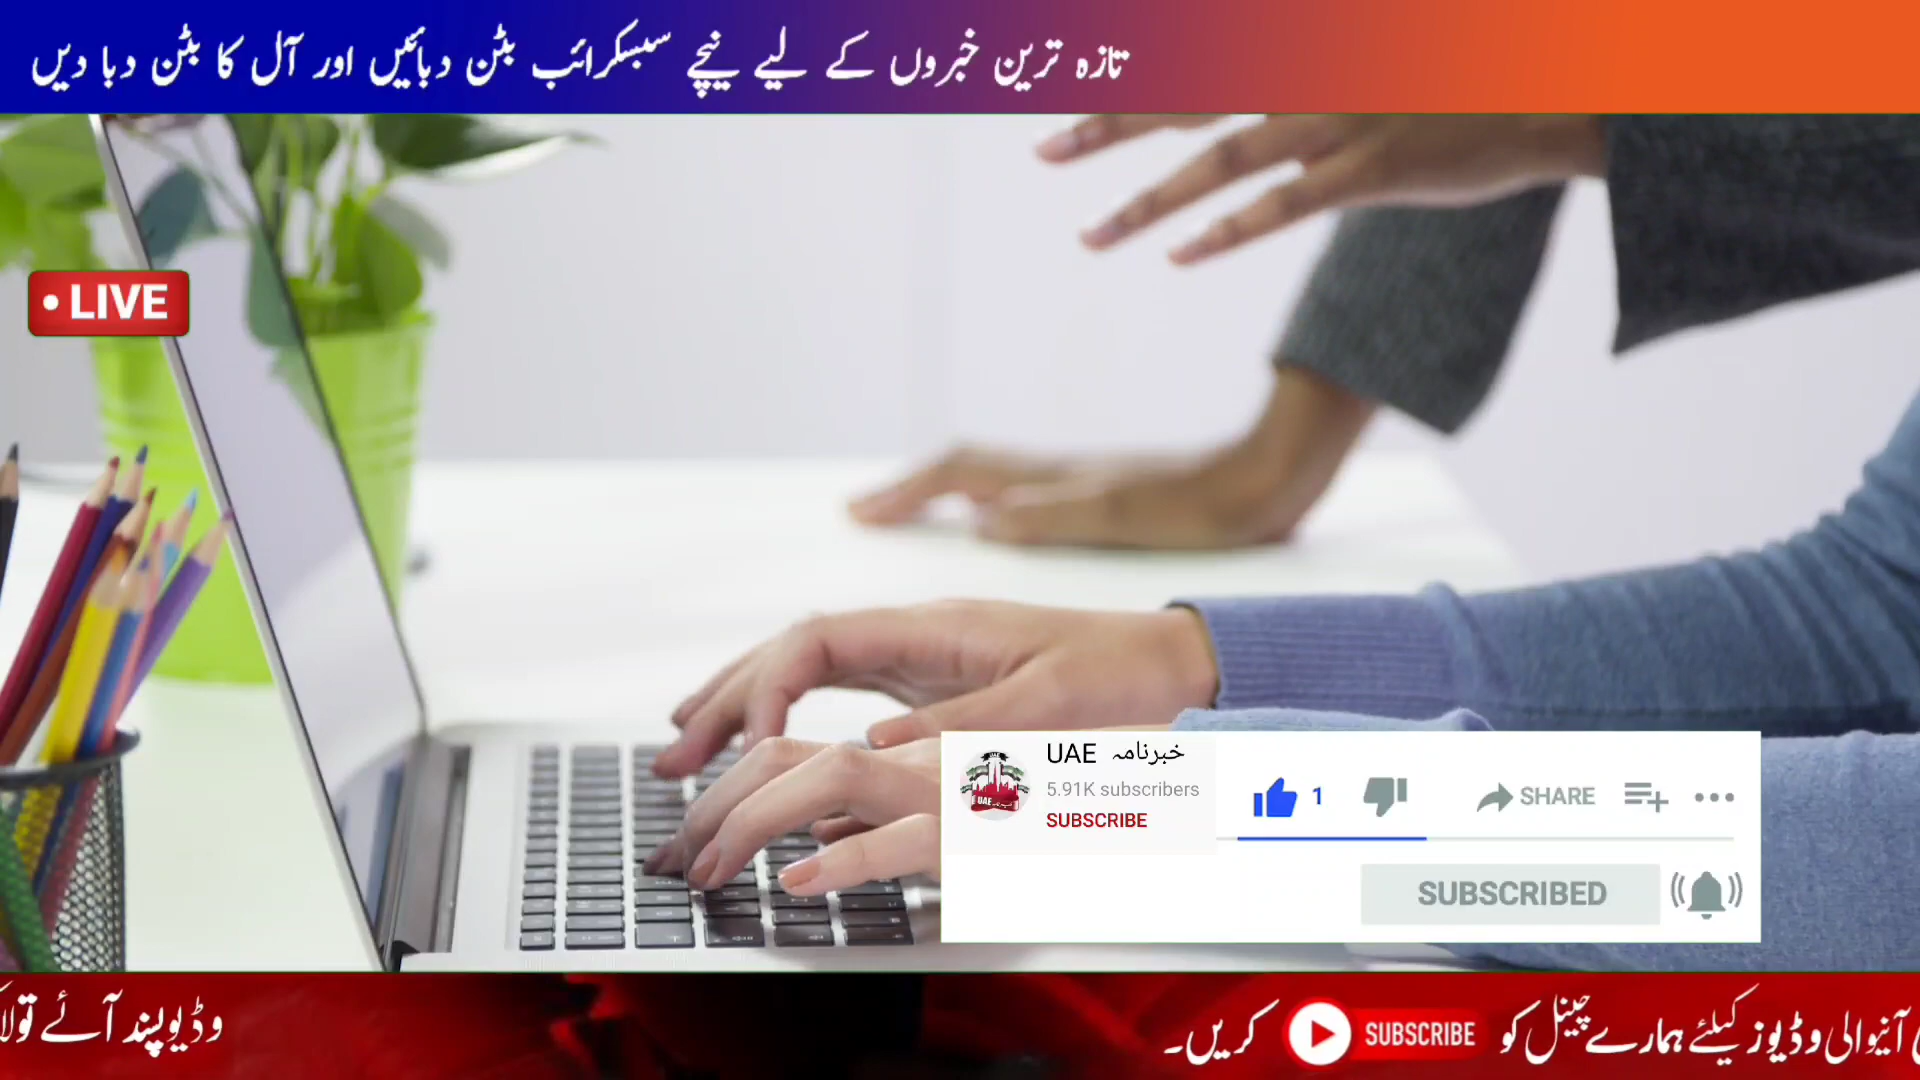 تازہ ترین خبروں کے لیے نیچے سبسکرائب بٹن دبائیں اور آل کا بٹن دبا دیں
• LIVE
UAE خبرنامہ
5.91K subscribers
SUBSCRIBE
1
SHARE
SUBSCRIBED
آنیوالی وڈیوز کیلئے ہمارے چینل کو SUBSCRIBE کریں۔
وڈیو پسند آئے تو